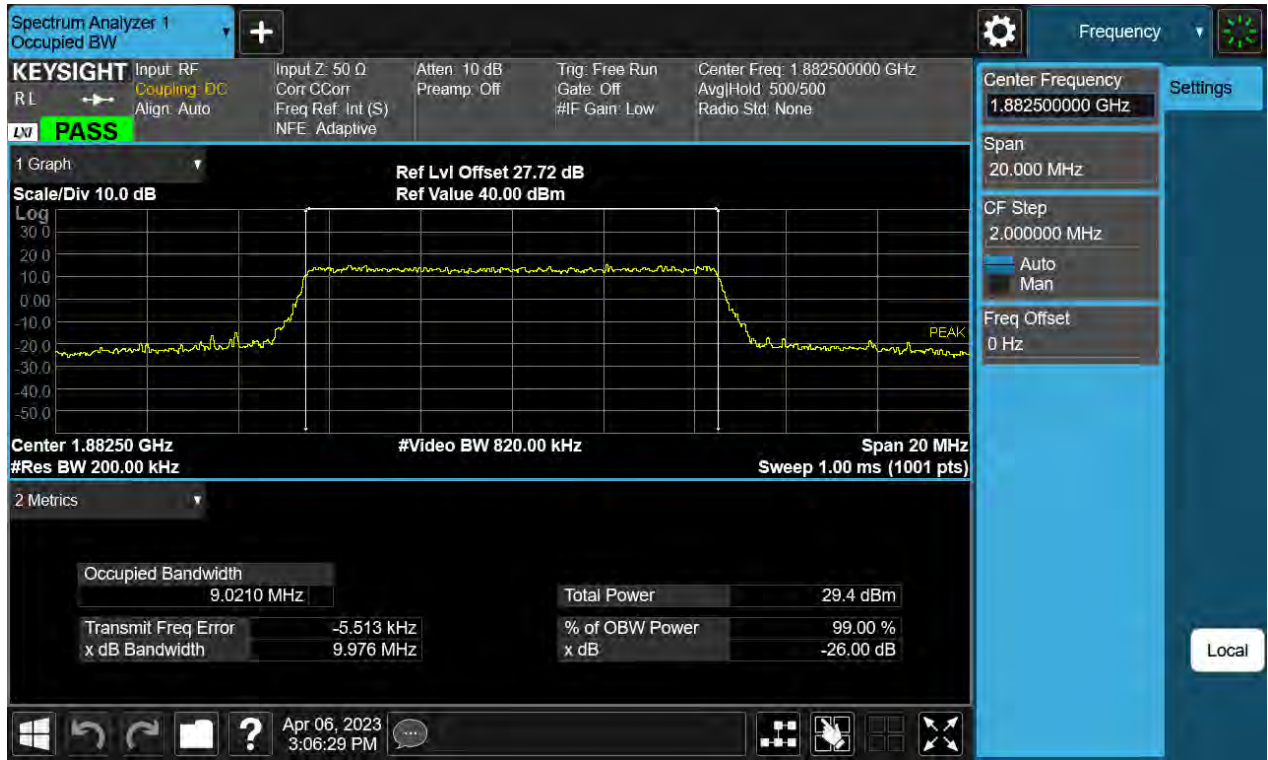 Spectrum Analyzer 1
Occupied BW
Frequency
KEYSIGHT
RL
LXI
PASS
Input: RF
Coupling: DC
Align: Auto
Input Z: 50 Ω
Corr CCorr
Freq Ref: Int (S)
NFE: Adaptive
Atten: 10 dB
Preamp: Off
Trig: Free Run
Gate: Off
#IF Gain: Low
Center Freq: 1.882500000 GHz
Avg|Hold: 500/500
Radio Std: None
Center Frequency
1.882500000 GHz
Settings
Span
20.000 MHz
CF Step
2.000000 MHz
Auto
Man
Freq Offset
0 Hz
Local
1 Graph
Scale/Div 10.0 dB
Ref Lvl Offset 27.72 dB
Ref Value 40.00 dBm
Log
30.0
20.0
10.0
0.00
-10.0
-20.0
-30.0
-40.0
-50.0
PEAK
Center 1.88250 GHz
#Video BW 820.00 kHz
Span 20 MHz
#Res BW 200.00 kHz
Sweep 1.00 ms (1001 pts)
2 Metrics
Occupied Bandwidth
9.0210 MHz
Total Power 29.4 dBm
Transmit Freq Error -5.513 kHz
% of OBW Power 99.00 %
x dB Bandwidth 9.976 MHz
x dB -26.00 dB
?
Apr 06, 2023
3:06:29 PM